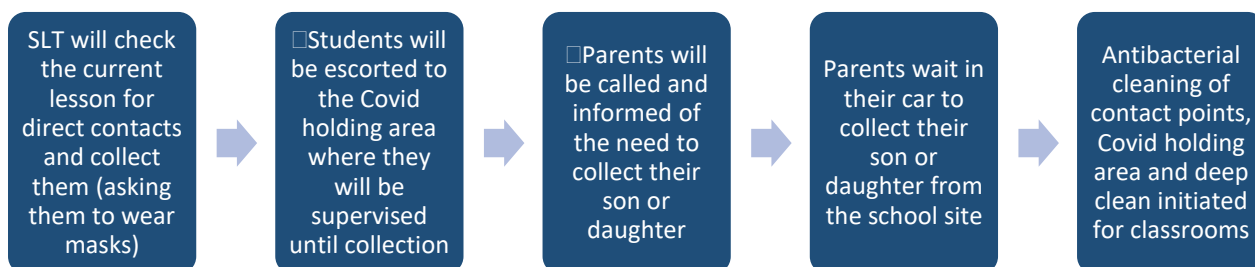 SLT will check
the current
lesson for
direct contacts
and collect
them (asking
them to wear
masks)
□Students will
be escorted to
the Covid
holding area
where they
will be
supervised
until collection
□Parents will
be called and
informed of
the need to
collect their
son or
daughter
Parents wait in
their car to
collect their
son or
daughter from
the school site
Antibacterial
cleaning of
contact points,
Covid holding
area and deep
clean initiated
for classrooms